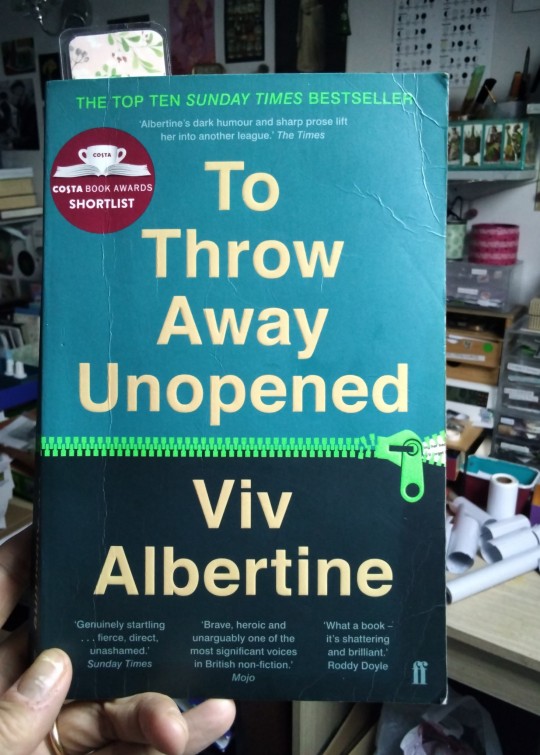 THE TOP TEN SUNDAY TIMES BESTSELLER
'Albertine's dark humour and sharp prose lift
her into another league.' The Times
COSTA
COSTA BOOK AWARDS
SHORTLIST
To
Throw
Away
Unopened
Viv
Albertine
'Genuinely startling
. . . fierce, direct,
unashamed.'
Sunday Times
'Brave, heroic and
unarguably one of the
most significant voices
in British non-fiction.'
Mojo
'What a book –
it's shattering
and brilliant.'
Roddy Doyle
ff